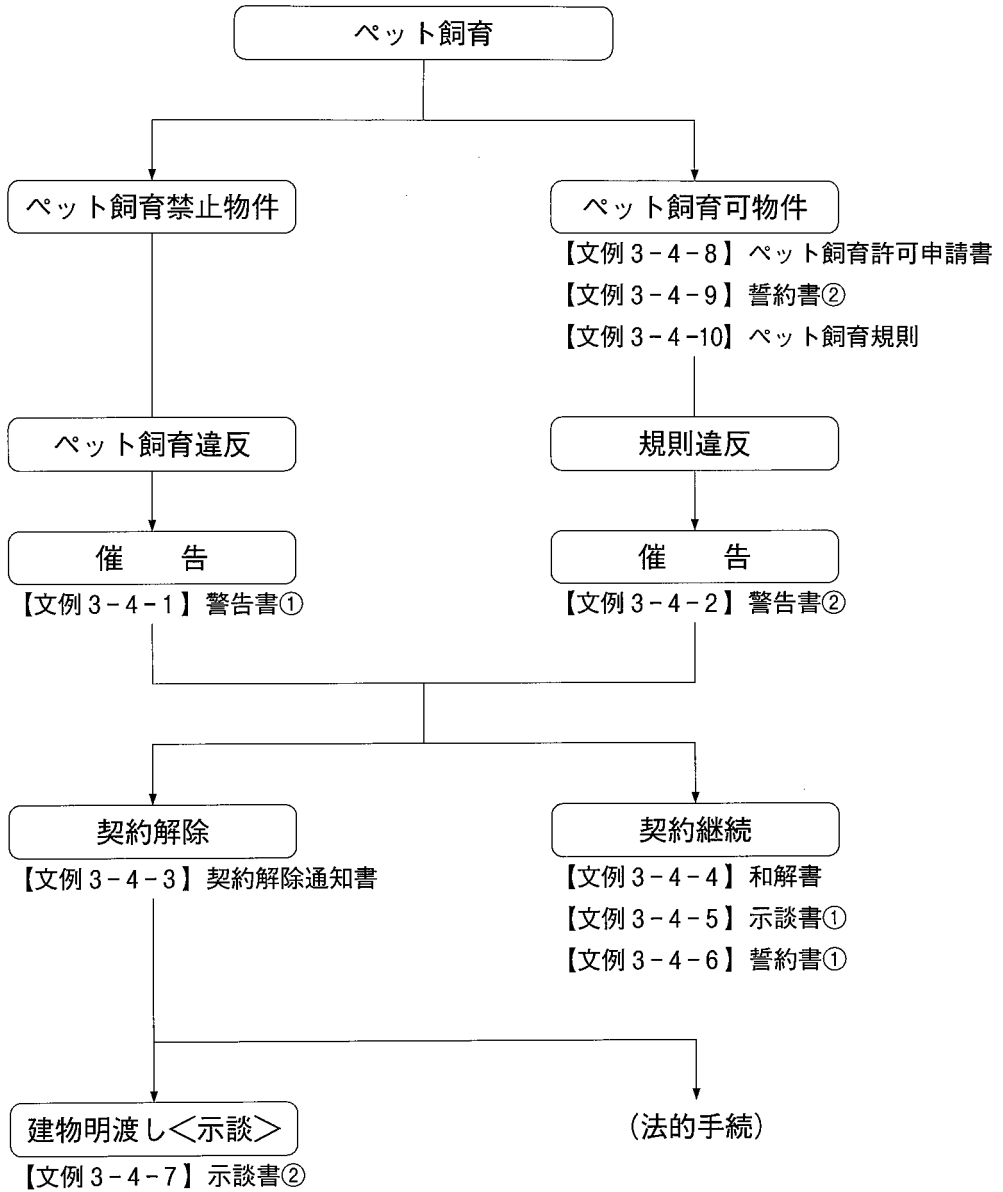 ペット飼育
ペット飼育禁止物件
ペット飼育可物件
【文例3-4-8】ペット飼育許可申請書
【文例3-4-9】誓約書②
【文例3-4-10】ペット飼育規則
ペット飼育違反
規則違反
催　告
【文例3-4-1】警告書①
催　告
【文例3-4-2】警告書②
契約解除
【文例3-4-3】契約解除通知書
契約継続
【文例3-4-4】和解書
【文例3-4-5】示談書①
【文例3-4-6】誓約書①
建物明渡し＜示談＞
【文例3-4-7】示談書②
(法的手続)